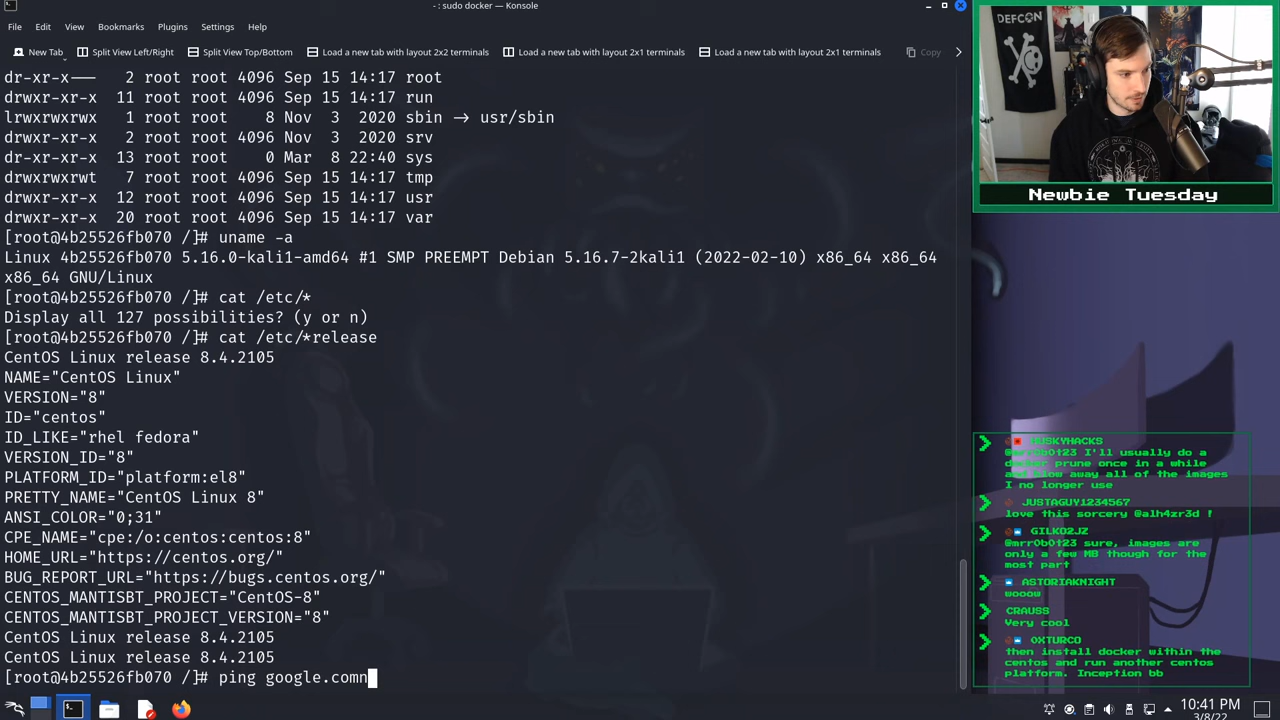 - : sudo docker — Konsole
File Edit View Bookmarks Plugins Settings Help
New Tab Split View Left/Right Split View Top/Bottom Load a new tab with layout 2x2 terminals Load a new tab with layout 2x1 terminals Load a new tab with layout 1x2 terminals Copy
dr-xr-x--- 2 root root 4096 Sep 15 14:17 root
drwxr-xr-x 11 root root 4096 Sep 15 14:17 run
lrwxrwxrwx 1 root root 8 Nov 3 2020 sbin -> usr/sbin
drwxr-xr-x 2 root root 4096 Nov 3 2020 srv
dr-xr-xr-x 13 root root 0 Mar 8 22:40 sys
drwxrwxrwt 7 root root 4096 Sep 15 14:17 tmp
drwxr-xr-x 12 root root 4096 Sep 15 14:17 usr
drwxr-xr-x 20 root root 4096 Sep 15 14:17 var
[root@4b25526fb070 /]# uname -a
Linux 4b25526fb070 5.16.0-kali1-amd64 #1 SMP PREEMPT Debian 5.16.7-2kali1 (2022-02-10) x86_64 x86_64
x86_64 GNU/Linux
[root@4b25526fb070 /]# cat /etc/*
Display all 127 possibilities? (y or n)
[root@4b25526fb070 /]# cat /etc/*release
CentOS Linux release 8.4.2105
NAME="CentOS Linux"
VERSION="8"
ID="centos"
ID_LIKE="rhel fedora"
VERSION_ID="8"
PLATFORM_ID="platform:el8"
PRETTY_NAME="CentOS Linux 8"
ANSI_COLOR="0;31"
CPE_NAME="cpe:/o:centos:centos:8"
HOME_URL="https://centos.org/"
BUG_REPORT_URL="https://bugs.centos.org/"
CENTOS_MANTISBT_PROJECT="CentOS-8"
CENTOS_MANTISBT_PROJECT_VERSION="8"
CentOS Linux release 8.4.2105
CentOS Linux release 8.4.2105
[root@4b25526fb070 /]# ping google.comn
DEFCON
Newbie Tuesday
HUSKYHACKS
@mrr0b0t23 I'll usually do a
docker prune once in a while
and blow away all of the images
I no longer use
JUSTAGUY1234567
love this sorcery @alh4zr3d !
GILKO2JZ
@mrr0b0t23 sure, images are
only a few MB though for the
most part
ASTORIAKNIGHT
wooow
CRAUSS
Very cool
0XTURCO
then install docker within the
centos and run another centos
platform. Inception bb
10:41 PM
3/8/22